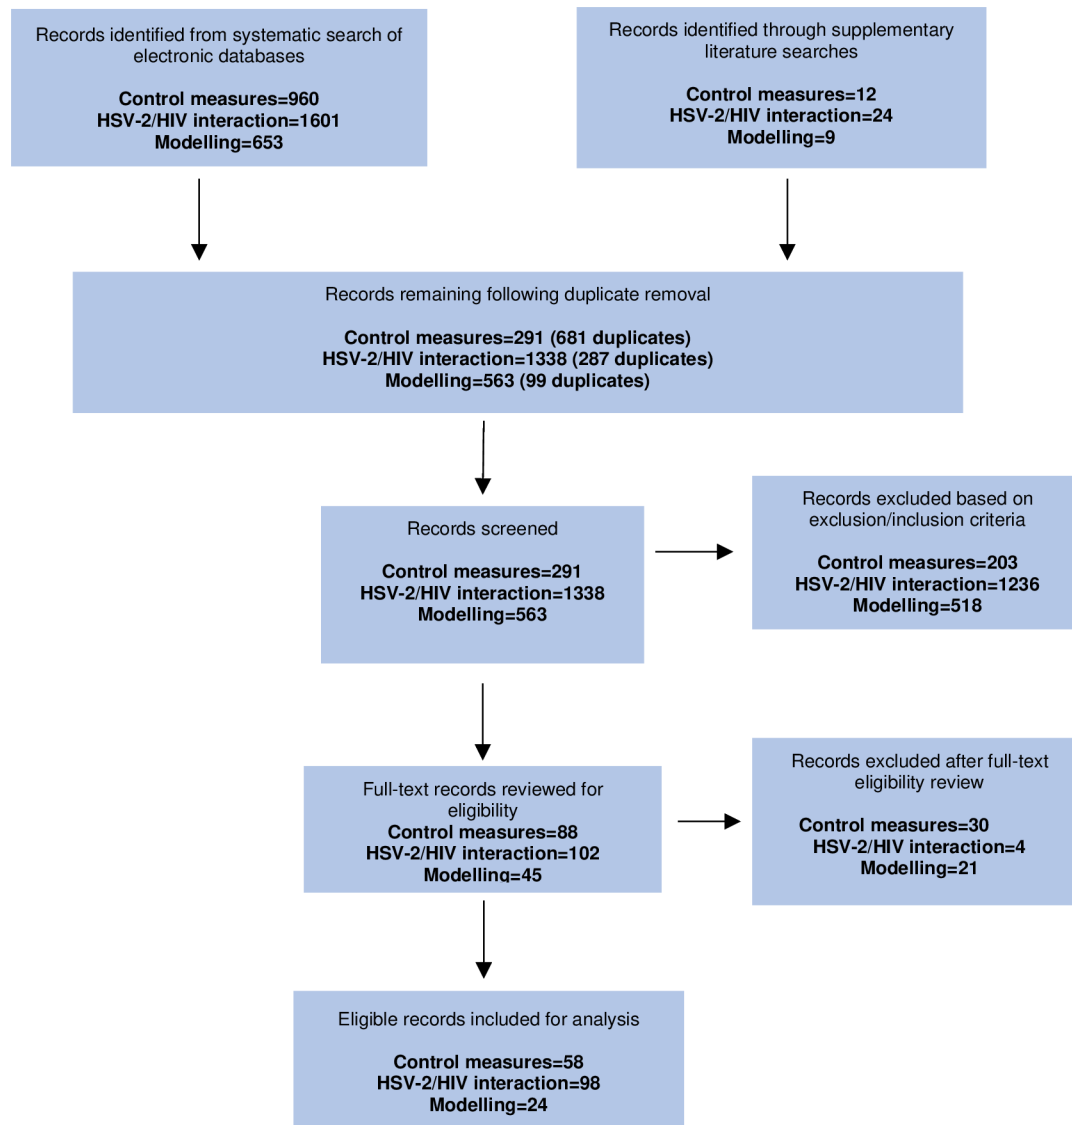 Records identified from systematic search of
electronic databases
Control measures=960
HSV-2/HIV interaction=1601
Modelling=653
Records identified through supplementary
literature searches
Control measures=12
HSV-2/HIV interaction=24
Modelling=9
Records remaining following duplicate removal
Control measures=291 (681 duplicates)
HSV-2/HIV interaction=1338 (287 duplicates)
Modelling=563 (99 duplicates)
Records screened
Control measures=291
HSV-2/HIV interaction=1338
Modelling=563
Records excluded based on
exclusion/inclusion criteria
Control measures=203
HSV-2/HIV interaction=1236
Modelling=518
Full-text records reviewed for
eligibility
Control measures=88
HSV-2/HIV interaction=102
Modelling=45
Records excluded after full-text
eligibility review
Control measures=30
HSV-2/HIV interaction=4
Modelling=21
Eligible records included for analysis
Control measures=58
HSV-2/HIV interaction=98
Modelling=24